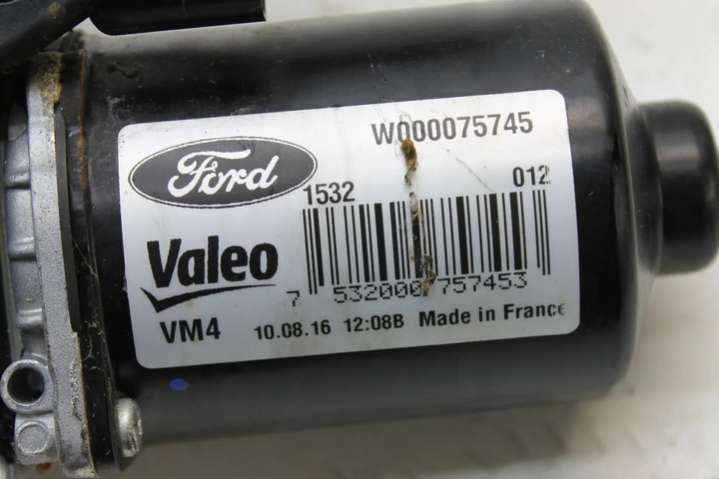 W000075745
Ford
1532 012
Valeo
7 532000 757453
VM4 10.08.16 12:08B Made in France